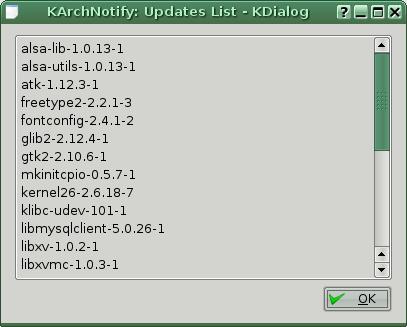 KArchNotify: Updates List - KDialog
alsa-lib-1.0.13-1
alsa-utils-1.0.13-1
atk-1.12.3-1
freetype2-2.2.1-3
fontconfig-2.4.1-2
glib2-2.12.4-1
gtk2-2.10.6-1
mkinitcpio-0.5.7-1
kernel26-2.6.18-7
klibc-udev-101-1
libmysqlclient-5.0.26-1
libxv-1.0.2-1
libxvmc-1.0.3-1
OK